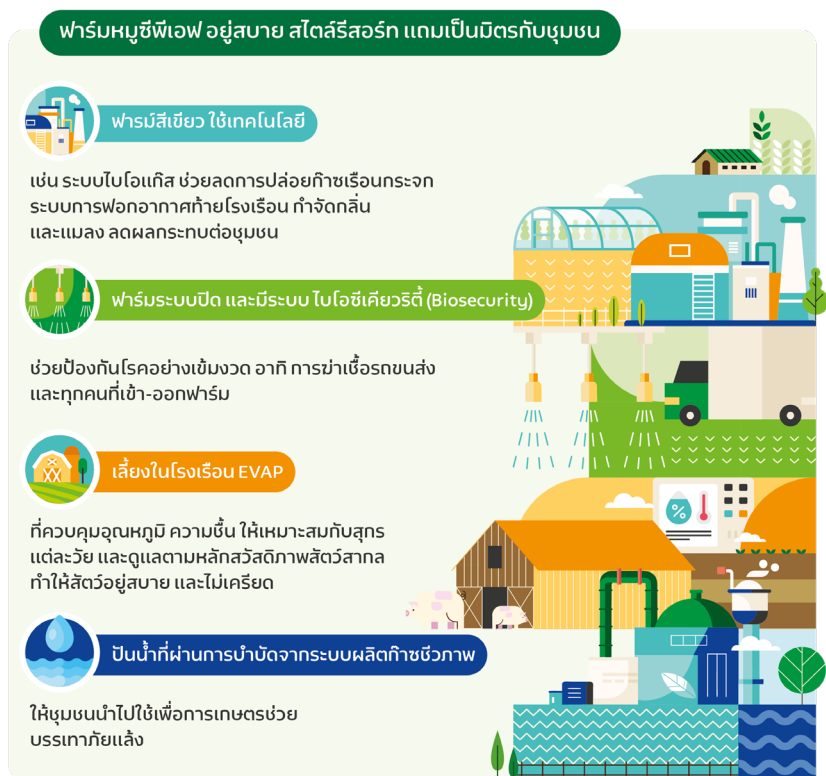 ฟาร์มหมูซีพีเอฟ อยู่สบาย สไตล์รีสอร์ท แถมเป็นมิตรกับชุมชน
ฟารม์สีเขียว ใช้เทคโนโลยี
เช่น ระบบไบโอแก๊ส ช่วยลดการปล่อยก๊าซเรือนกระจก
ระบบการฟอกอากาศท้ายโรงเรือน กำจัดกลิ่น
และแมลง ลดผลกระทบต่อชุมชน
ฟาร์มระบบปิด และมีระบบ ไบโอซีเคียวริตี้ (Biosecurity)
ช่วยป้องกันโรคอย่างเข้มงวด อาทิ การฆ่าเชื้อรถขนส่ง
และทุกคนที่เข้า-ออกฟาร์ม
เลี้ยงในโรงเรือน EVAP
ที่ควบคุมอุณหภูมิ ความชื้น ให้เหมาะสมกับสุกร
แต่ละวัย และดูแลตามหลักสวัสดิภาพสัตว์สากล
ทำให้สัตว์อยู่สบาย และไม่เครียด
%
ปันน้ำที่ผ่านการบำบัดจากระบบผลิตก๊าซชีวภาพ
ให้ชุมชนนำไปใช้เพื่อการเกษตรช่วย
บรรเทาภัยแล้ง